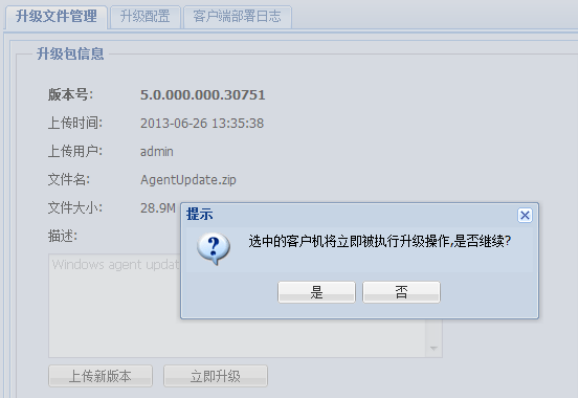 升级文件管理 升级配置 客户端部署日志
升级包信息
版本号: 5.0.000.000.30751
上传时间: 2013-06-26 13:35:38
上传用户: admin
文件名: AgentUpdate.zip
文件大小: 28.9M
提示
描述:
选中的客户机将立即被执行升级操作,是否继续?
Windows agent updat
是 否
上传新版本 立即升级